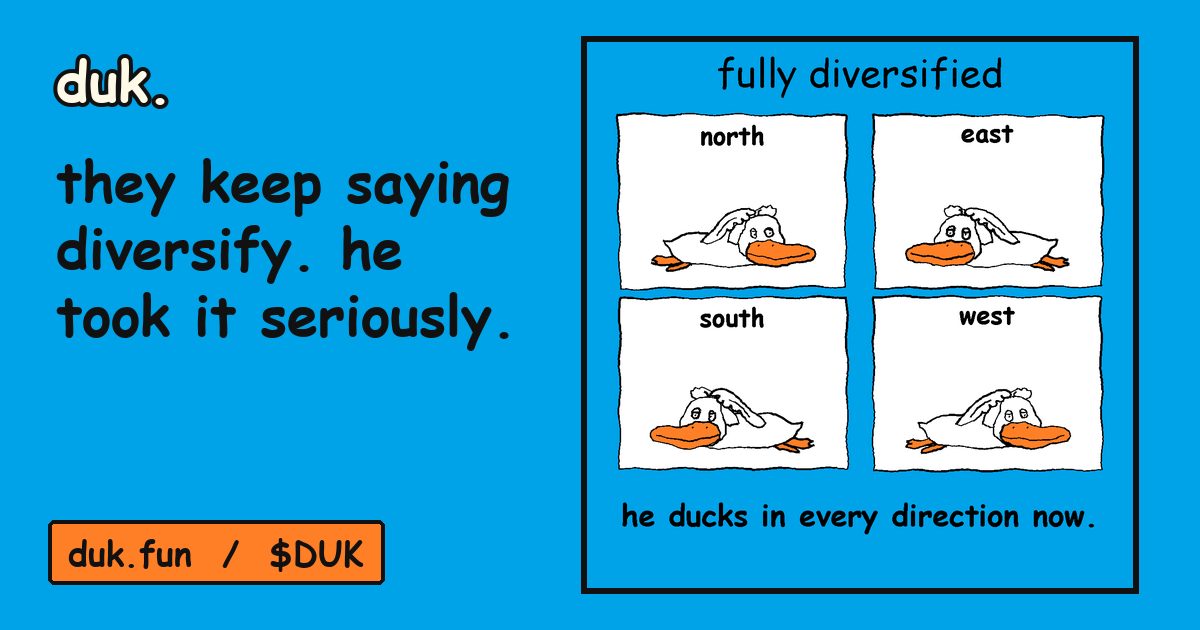 duk.
they keep saying
diversify. he
took it seriously.
duk.fun / $DUK
fully diversified
north
east
south
west
he ducks in every direction now.